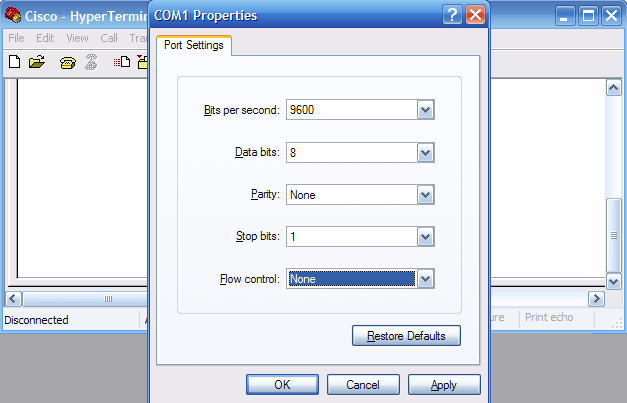 Cisco - HyperTermin
COM1 Properties
File Edit View Call Tra
Port Settings
Bits per second: 9600
Data bits: 8
Parity: None
Stop bits: 1
Flow control: None
Restore Defaults
Disconnected
ure Print echo
OK Cancel Apply